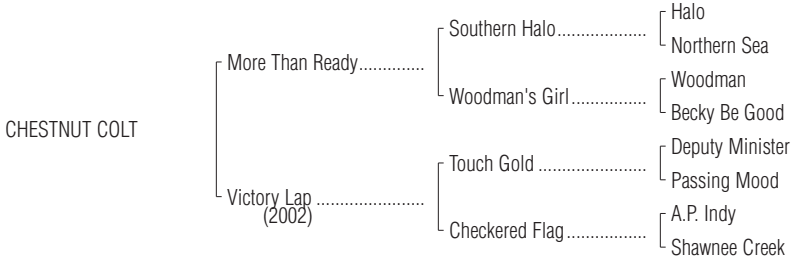 Halo
Southern Halo...................
Northern Sea
More Than Ready..............
Woodman
Woodman's Girl................
Becky Be Good
CHESTNUT COLT
Deputy Minister
Touch Gold ......................
Passing Mood
Victory Lap .......................
(2002)
A.P. Indy
Checkered Flag.................
Shawnee Creek